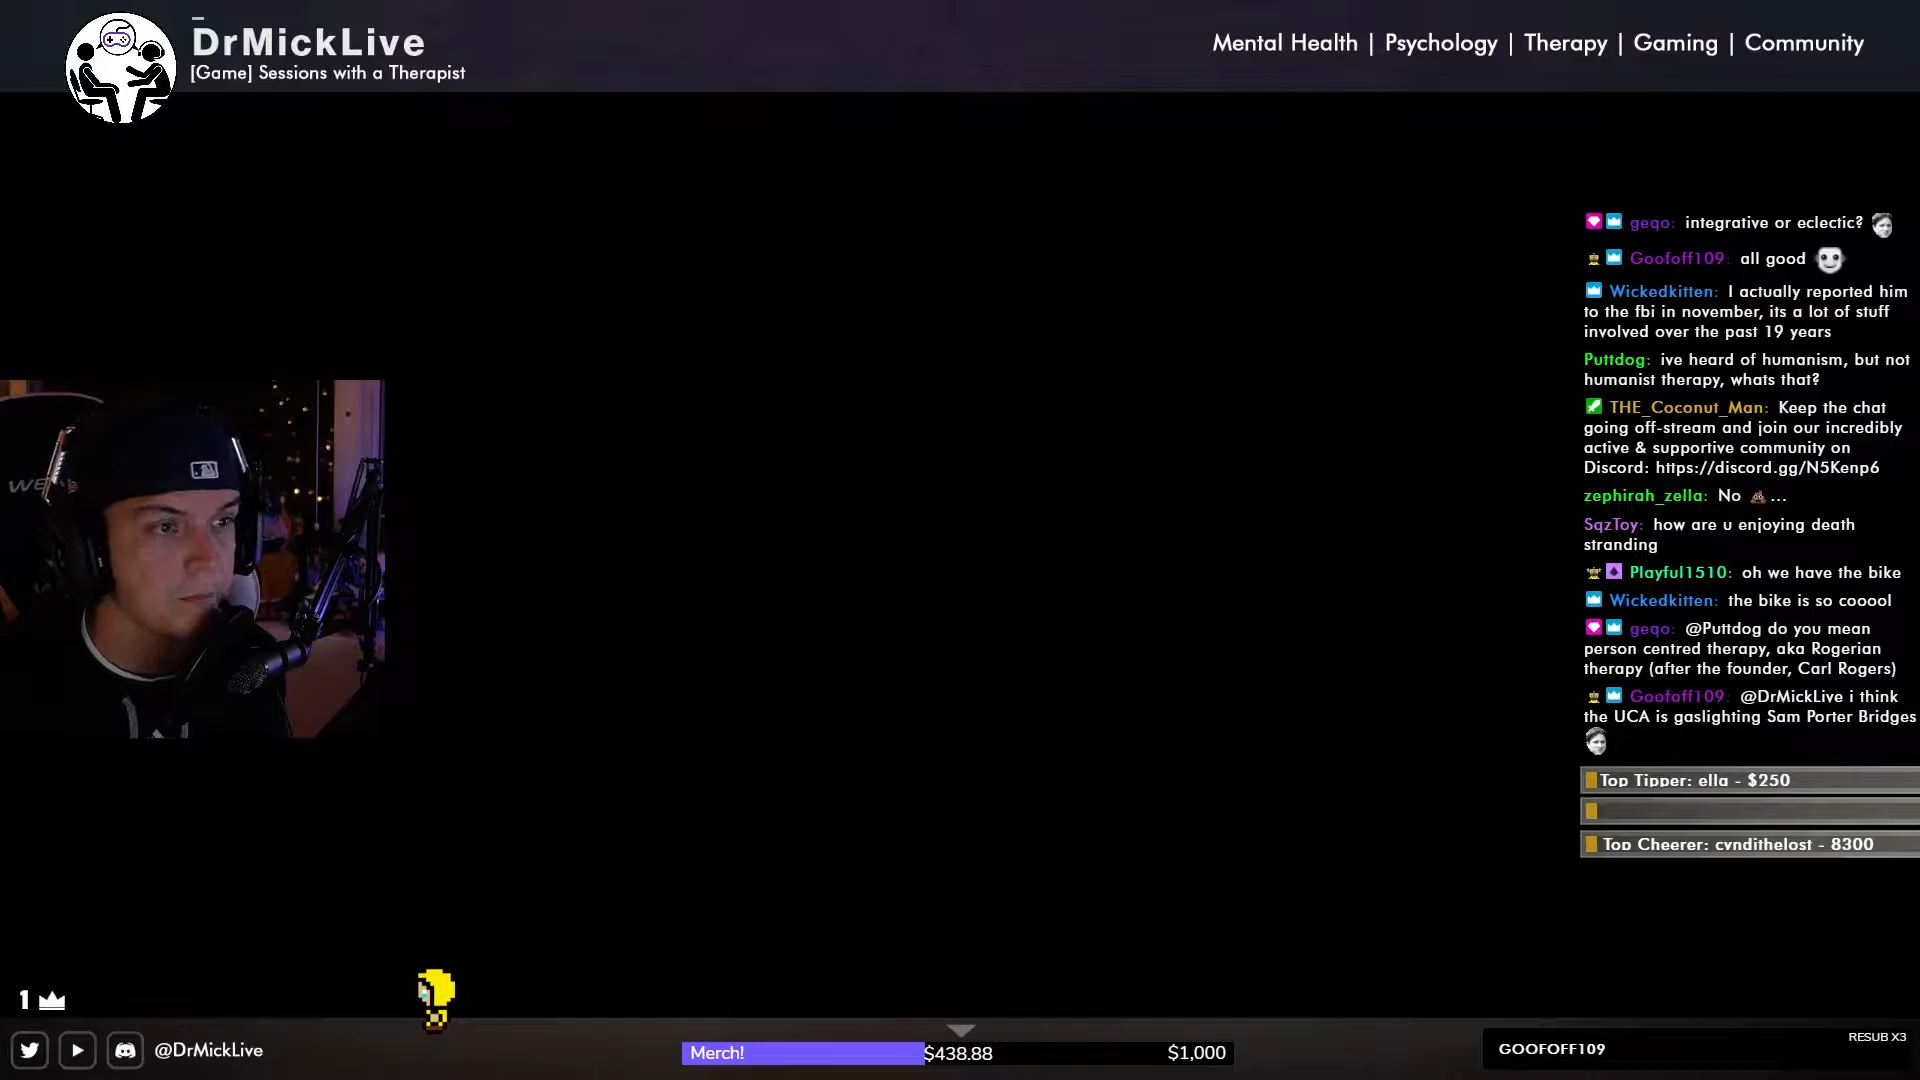 DrMickLive
[Game] Sessions with a Therapist
Mental Health | Psychology | Therapy | Gaming | Community
geqo: integrative or eclectic?
Goofoff109: all good
Wickedkitten: I actually reported him
to the fbi in november, its a lot of stuff
involved over the past 19 years
Puttdog: ive heard of humanism, but not
humanist therapy, whats that?
THE_Coconut_Man: Keep the chat
going off-stream and join our incredibly
active & supportive community on
Discord: https://discord.gg/N5Kenp6
zephirah_zella: No 💩...
SqzToy: how are u enjoying death
stranding
Playful1510: oh we have the bike
Wickedkitten: the bike is so cooool
geqo: @Puttdog do you mean
person centred therapy, aka Rogerian
therapy (after the founder, Carl Rogers)
Goofoff109: @DrMickLive i think
the UCA is gaslighting Sam Porter Bridges
Top Tipper: ella - $250
Top Cheerer: cyndithelost - 8300
1
@DrMickLive
Merch! $438.88 $1,000
RESUB X3
GOOFOFF109